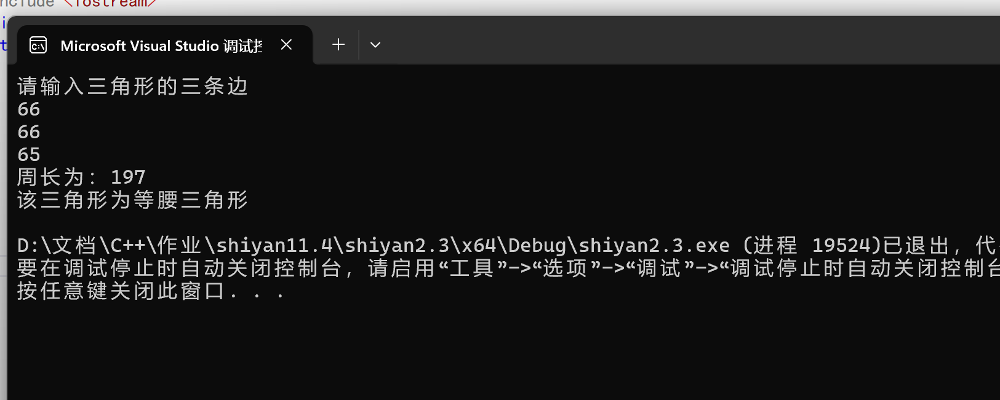 <iostream>
Microsoft Visual Studio 调试
请输入三角形的三条边
66
66
65
周长为：197
该三角形为等腰三角形
D:\文档\C++\作业\shiyan11.4\shiyan2.3\x64\Debug\shiyan2.3.exe (进程 19524)已退出，代
要在调试停止时自动关闭控制台，请启用“工具”->“选项”->“调试”->“调试停止时自动关闭控制台
按任意键关闭此窗口. . .